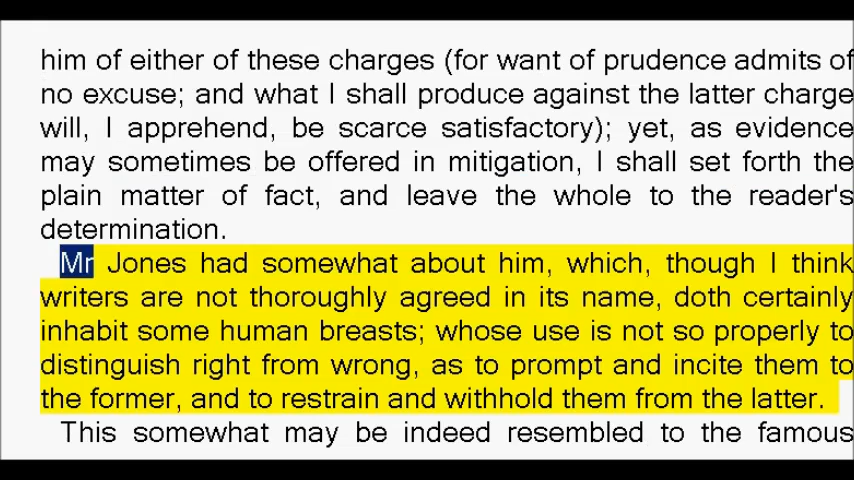 him of either of these charges (for want of prudence admits of
no excuse; and what I shall produce against the latter charge
will, I apprehend, be scarce satisfactory); yet, as evidence
may sometimes be offered in mitigation, I shall set forth the
plain matter of fact, and leave the whole to the reader's
determination.
Mr Jones had somewhat about him, which, though I think
writers are not thoroughly agreed in its name, doth certainly
inhabit some human breasts; whose use is not so properly to
distinguish right from wrong, as to prompt and incite them to
the former, and to restrain and withhold them from the latter.
This somewhat may be indeed resembled to the famous